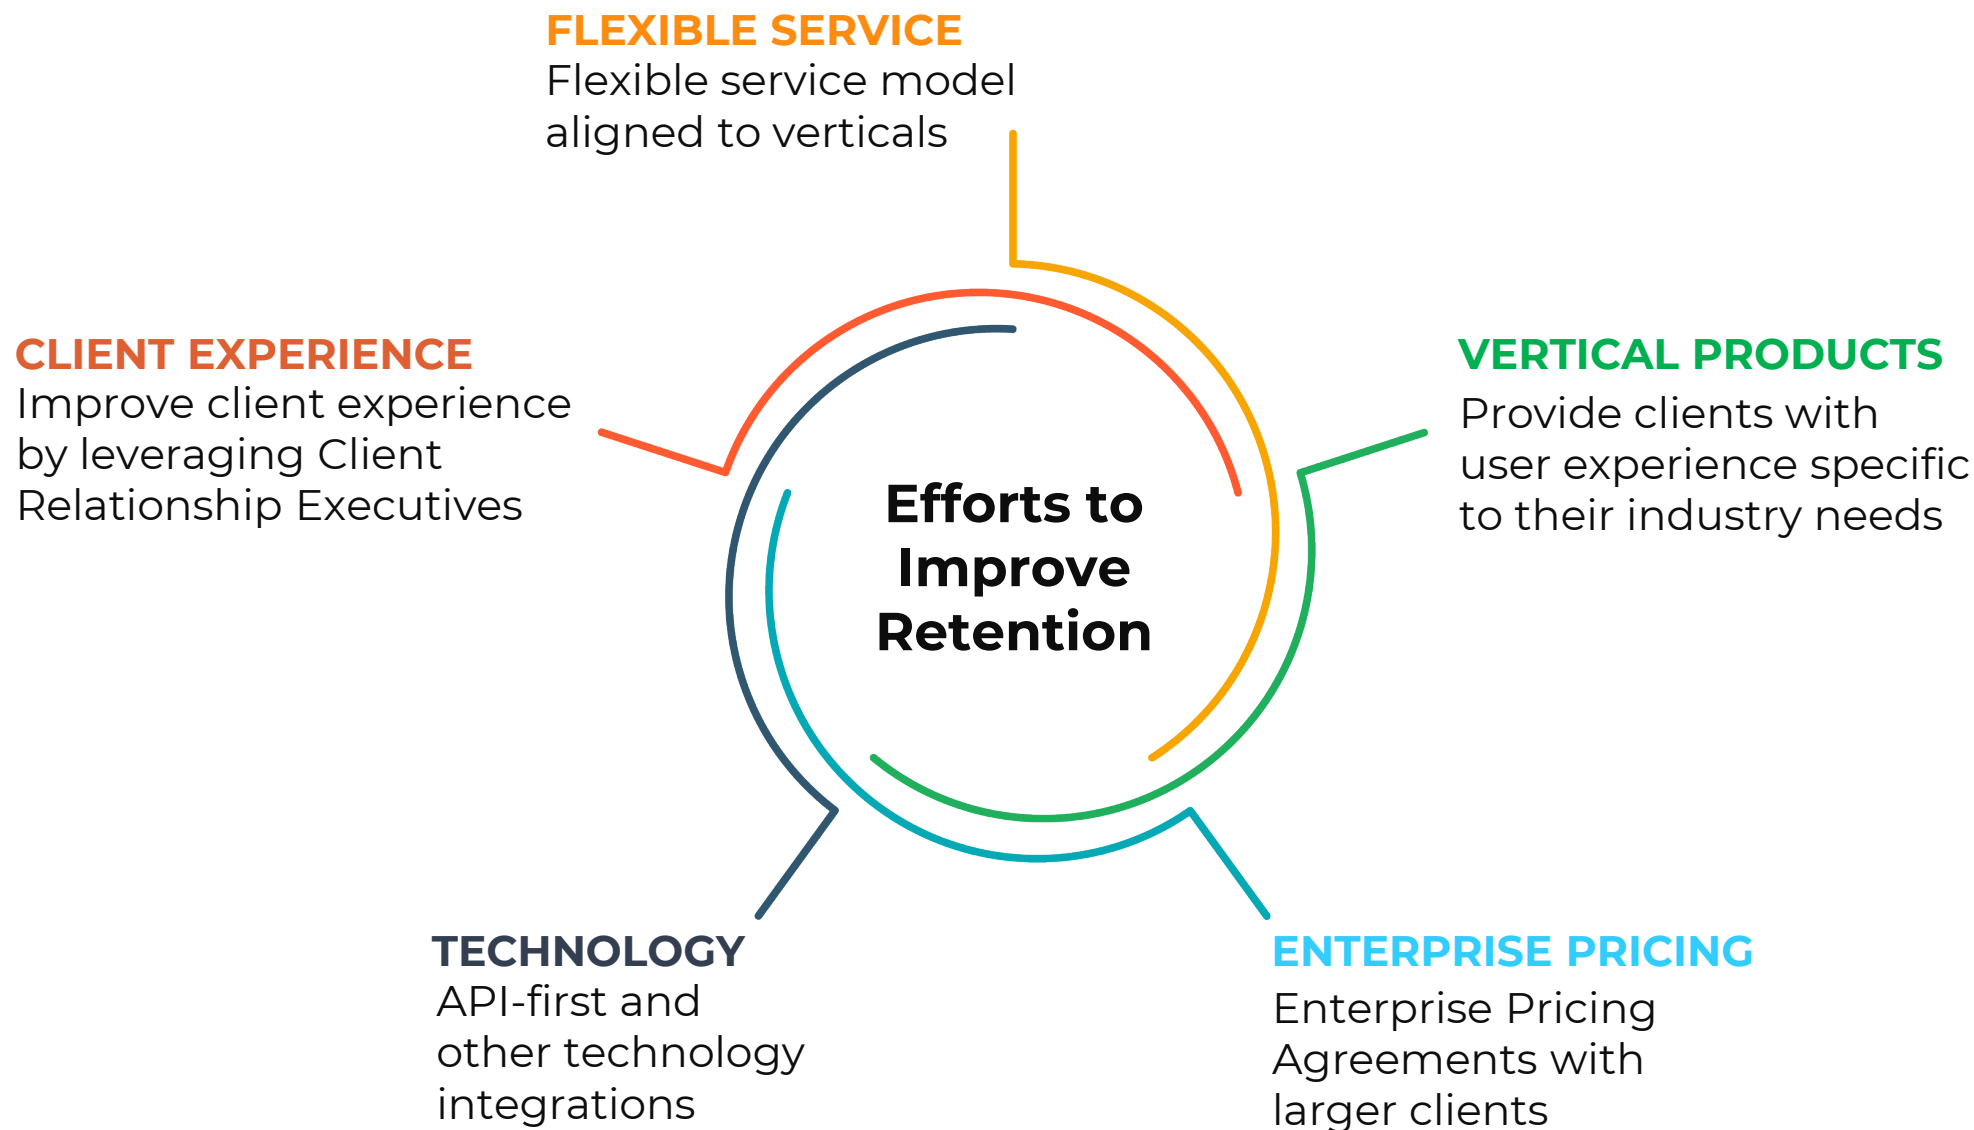 FLEXIBLE SERVICE
Flexible service model
aligned to verticals
CLIENT EXPERIENCE
Improve client experience
by leveraging Client
Relationship Executives
VERTICAL PRODUCTS
Provide clients with
user experience specific
to their industry needs
Efforts to
Improve
Retention
TECHNOLOGY
API-first and
other technology
integrations
ENTERPRISE PRICING
Enterprise Pricing
Agreements with
larger clients